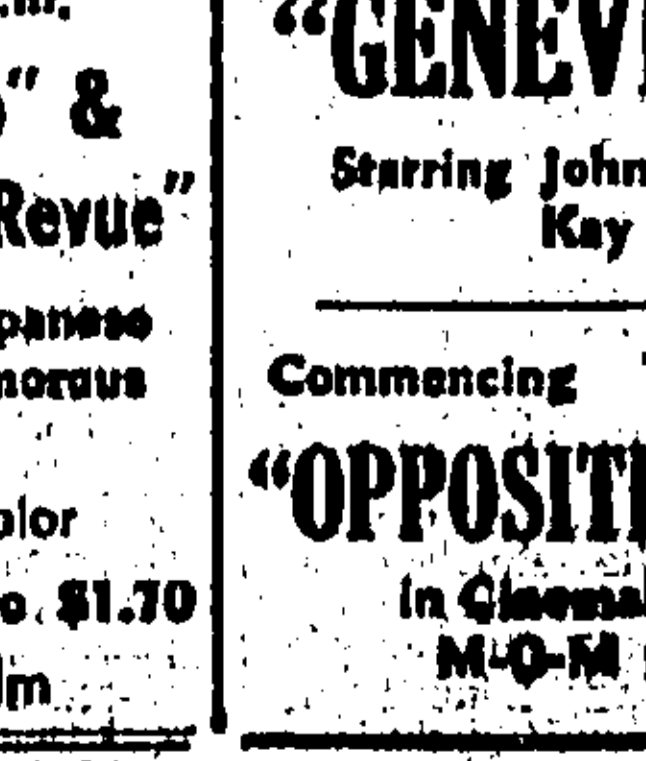 " &
Revue"
panese
morous
olor
$1.70
lm
"GENEV
Starring John
Kay
Commencing
"OPPOSIT
In Cinema
M-G-M